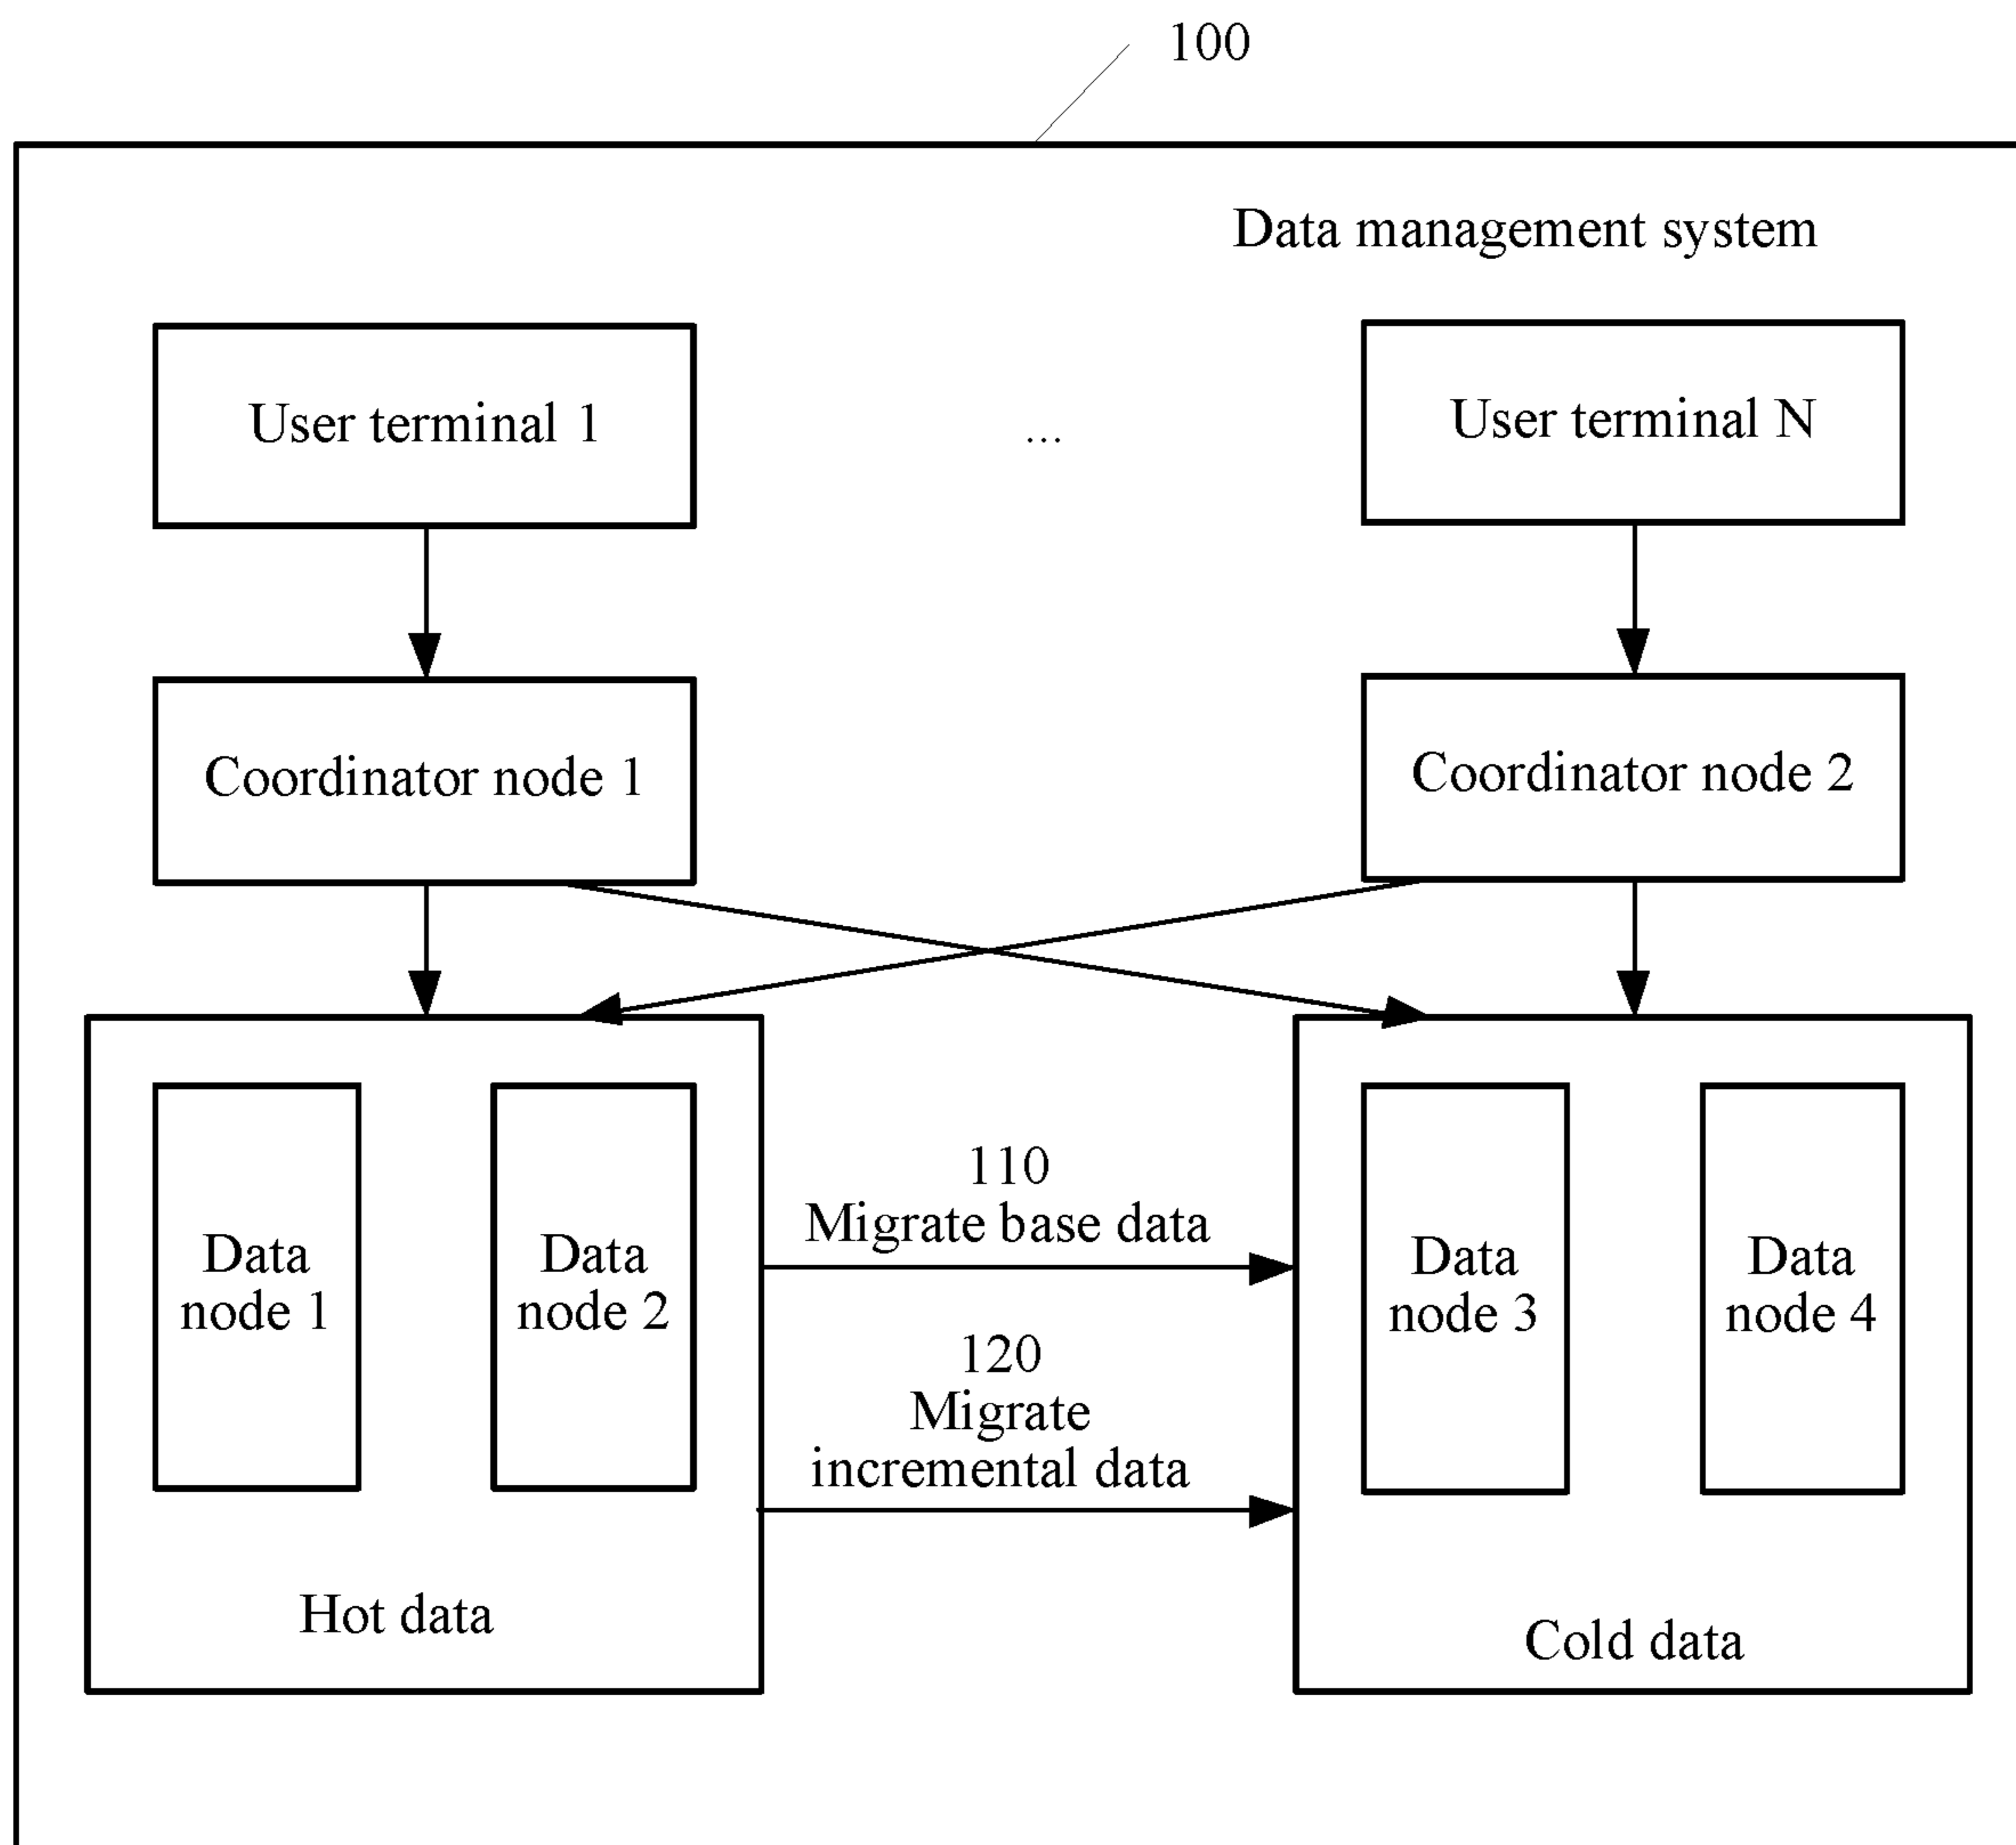 100
Data management system
User terminal 1
...
User terminal N
Coordinator node 1
Coordinator node 2
Data
node 1
Data
node 2
110
Migrate base data
120
Migrate
incremental data
Data
node 3
Data
node 4
Hot data
Cold data